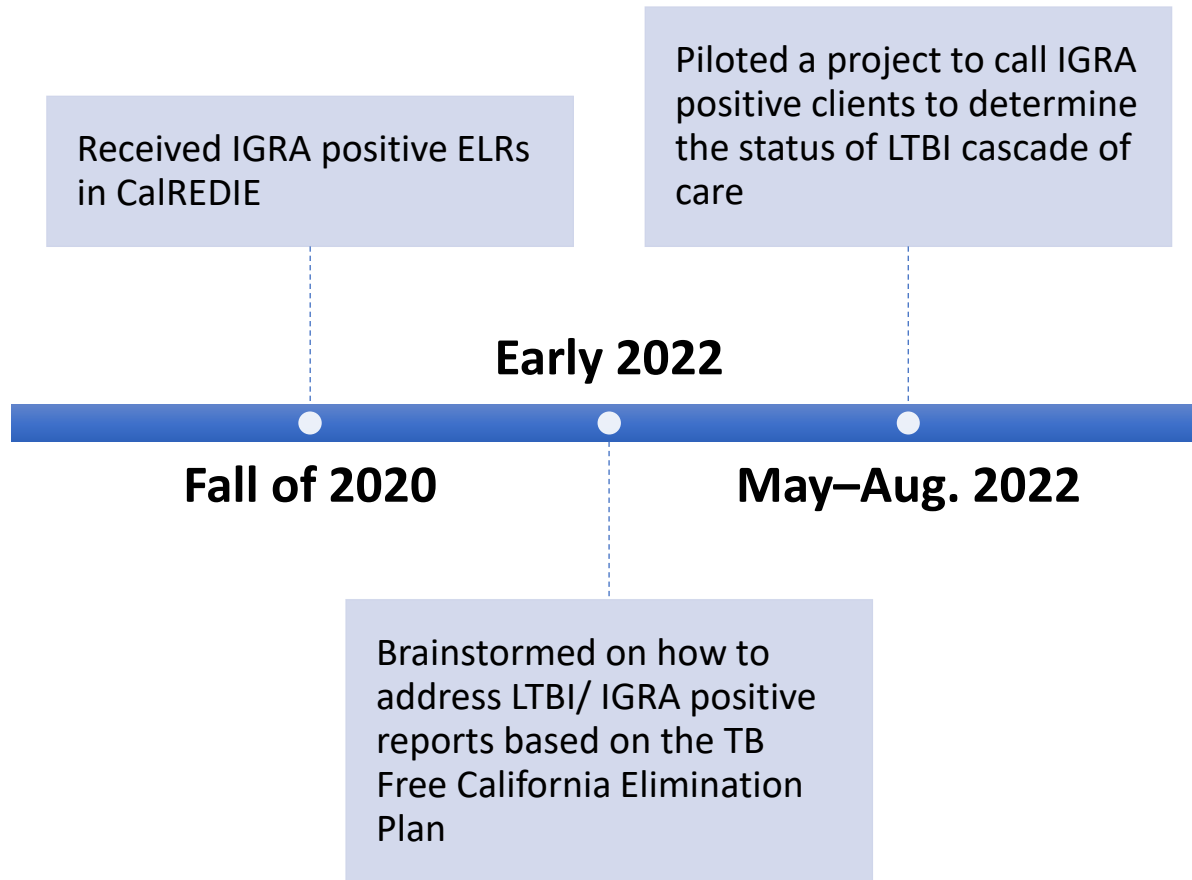 Piloted a project to call IGRA
positive clients to determine
the status of LTBI cascade of
care
Received IGRA positive ELRs
in CalREDIE
Early 2022
Fall of 2020
May–Aug. 2022
Brainstormed on how to
address LTBI/ IGRA positive
reports based on the TB
Free California Elimination
Plan